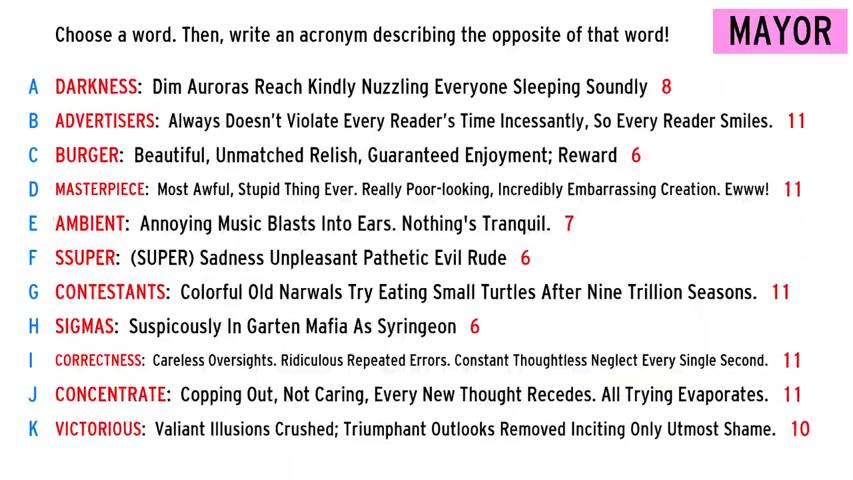 Choose a word. Then, write an acronym describing the opposite of that word!
MAYOR
A DARKNESS: Dim Auroras Reach Kindly Nuzzling Everyone Sleeping Soundly 8
B ADVERTISERS: Always Doesn't Violate Every Reader's Time Incessantly, So Every Reader Smiles. 11
C BURGER: Beautiful, Unmatched Relish, Guaranteed Enjoyment; Reward 6
D MASTERPIECE: Most Awful, Stupid Thing Ever. Really Poor-looking, Incredibly Embarrassing Creation. Ewww! 11
E AMBIENT: Annoying Music Blasts Into Ears. Nothing's Tranquil. 7
F SSUPER: (SUPER) Sadness Unpleasant Pathetic Evil Rude 6
G CONTESTANTS: Colorful Old Narwals Try Eating Small Turtles After Nine Trillion Seasons. 11
H SIGMAS: Suspicously In Garten Mafia As Syringeon 6
I CORRECTNESS: Careless Oversights. Ridiculous Repeated Errors. Constant Thoughtless Neglect Every Single Second. 11
J CONCENTRATE: Copping Out, Not Caring, Every New Thought Recedes. All Trying Evaporates. 11
K VICTORIOUS: Valiant Illusions Crushed; Triumphant Outlooks Removed Inciting Only Utmost Shame. 10